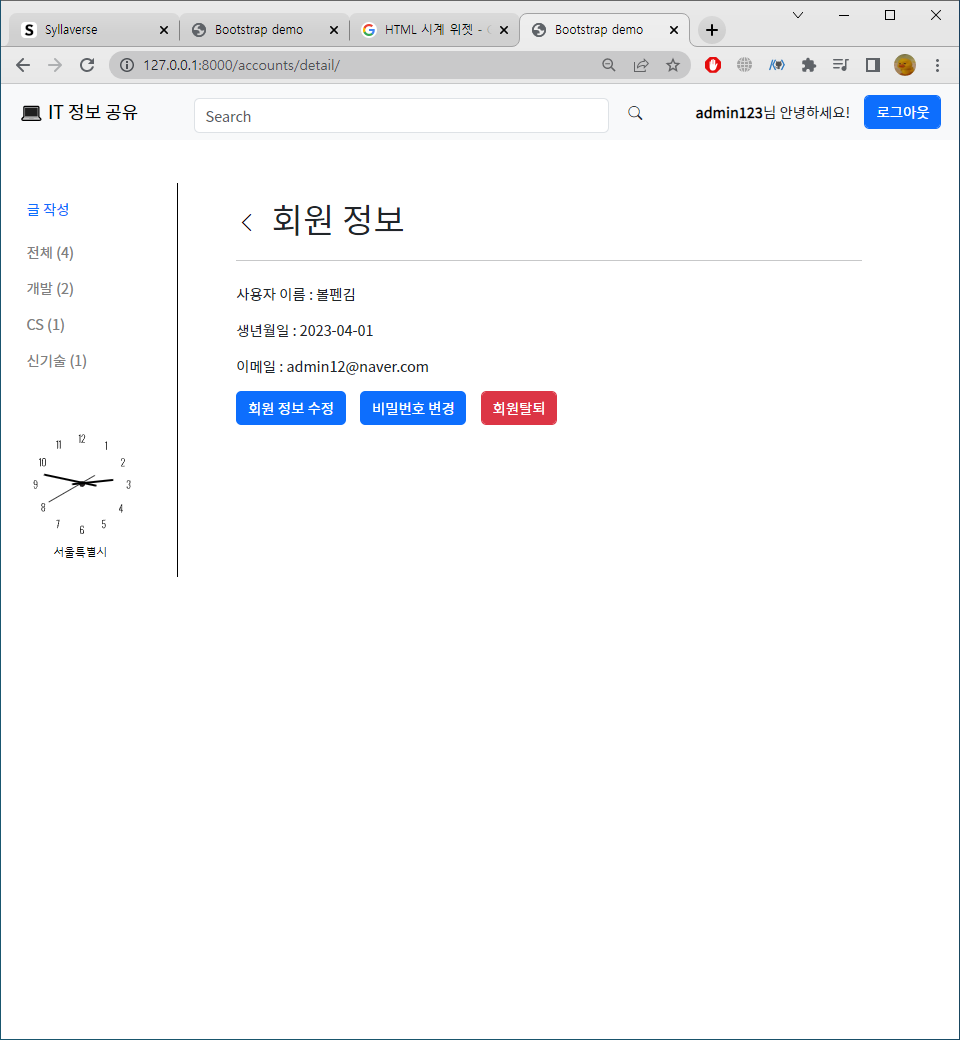 Syllaverse
Bootstrap demo
HTML 시계 위젯 -
Bootstrap demo
127.0.0.1:8000/accounts/detail/
IT 정보 공유
Search
admin123님 안녕하세요!
로그아웃
글 작성
전체 (4)
개발 (2)
CS (1)
신기술 (1)
12
11
1
10
2
9
3
8
4
7
5
6
서울특별시
회원 정보
사용자 이름 : 볼펜김
생년월일 : 2023-04-01
이메일 : admin12@naver.com
회원 정보 수정
비밀번호 변경
회원탈퇴